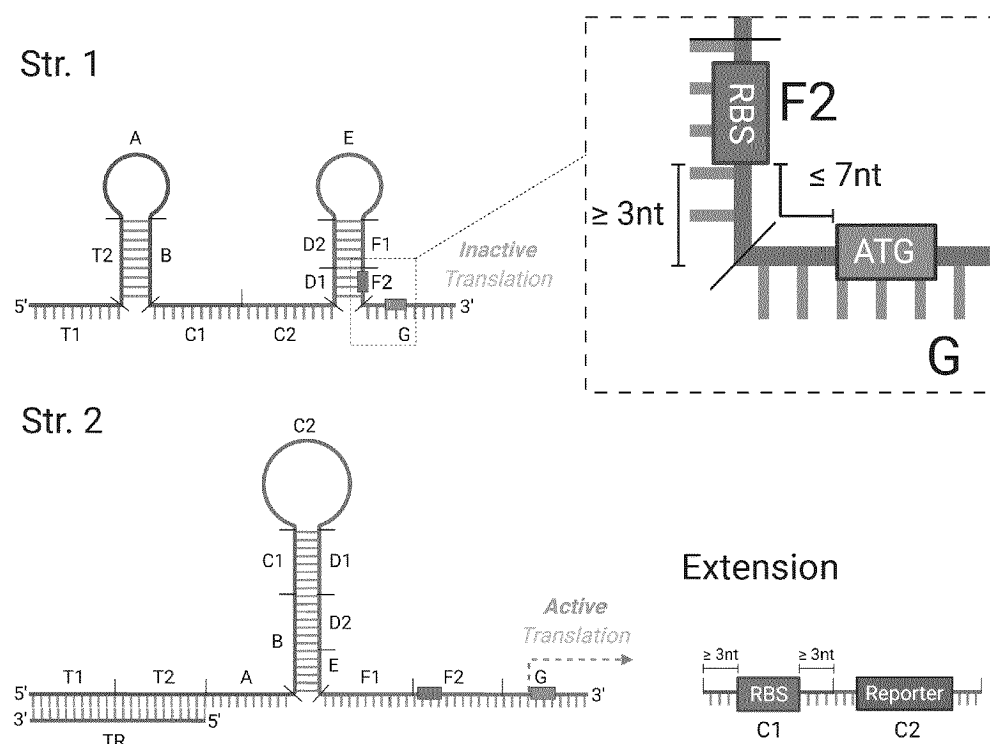 Str. 1
A
E
T2
B
D2
F1
D1
F2
Inactive
Translation
5'
3'
T1
C1
C2
G
RBS
F2
≤ 7nt
≥ 3nt
ATG
G
Str. 2
C2
C1
D1
B
D2
E
T1
T2
A
F1
F2
G
5'
3'
3'
5'
TR
Active
Translation
Extension
≥ 3nt
≥ 3nt
RBS
Reporter
C1
C2